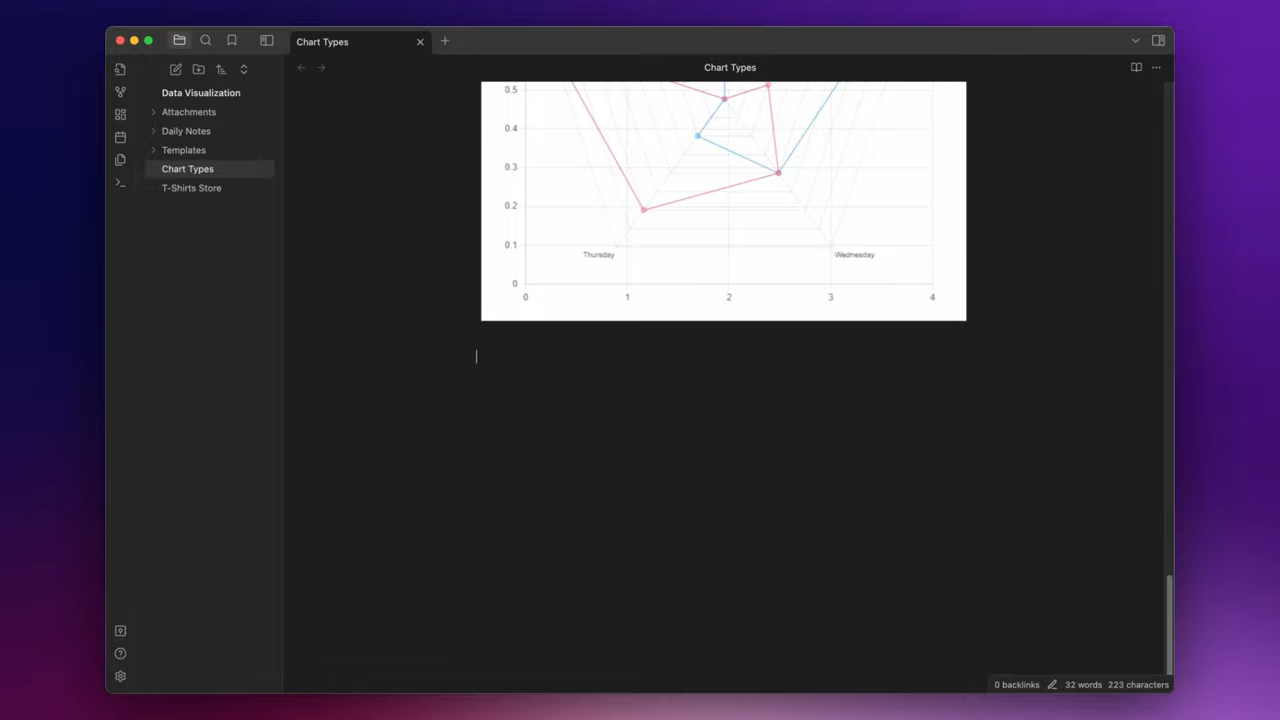 Chart Types
Chart Types
Data Visualization
Attachments
Daily Notes
Templates
Chart Types
T-Shirts Store
0.5
0.4
0.3
0.2
0.1
0
Thursday
Wednesday
0 1 2 3 4
0 backlinks 32 words 223 characters